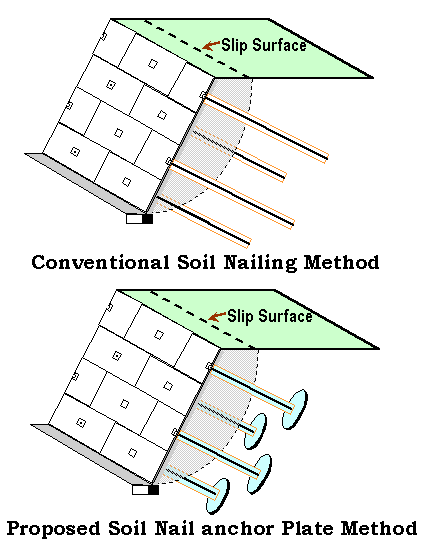 Slip Surface
Conventional Soil Nailing Method
Slip Surface
Proposed Soil Nail anchor Plate Method